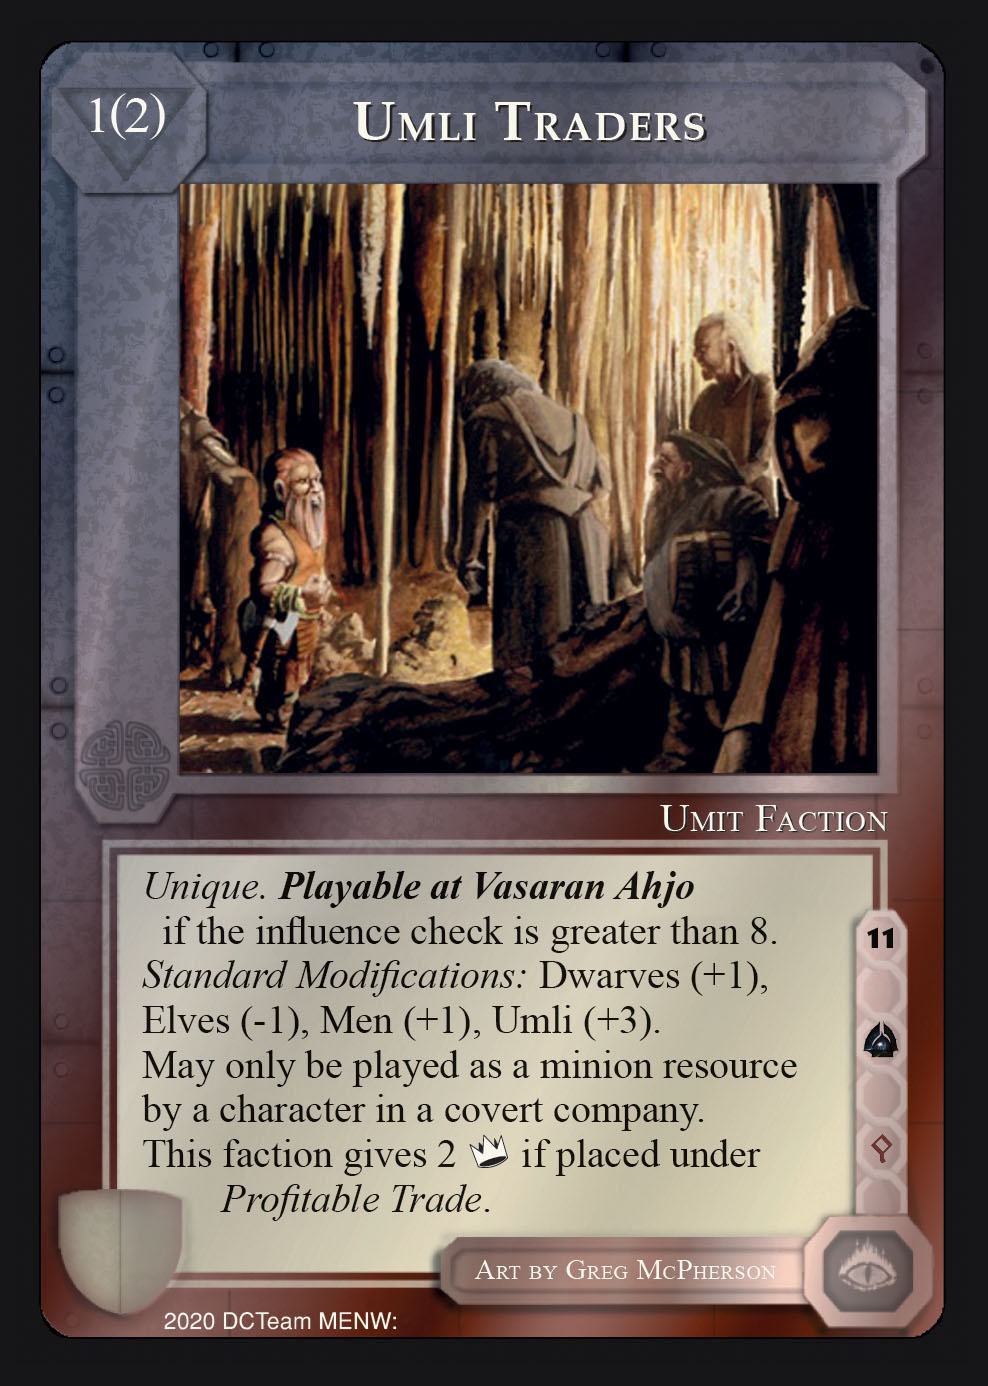 1(2)
Umli Traders
Umit Faction
Unique. Playable at Vasaran Ahjo
if the influence check is greater than 8.
Standard Modifications: Dwarves (+1),
Elves (-1), Men (+1), Umli (+3).
May only be played as a minion resource
by a character in a covert company.
This faction gives 2 if placed under
Profitable Trade.
11
Art by Greg McPherson
2020 DCTeam MENW: